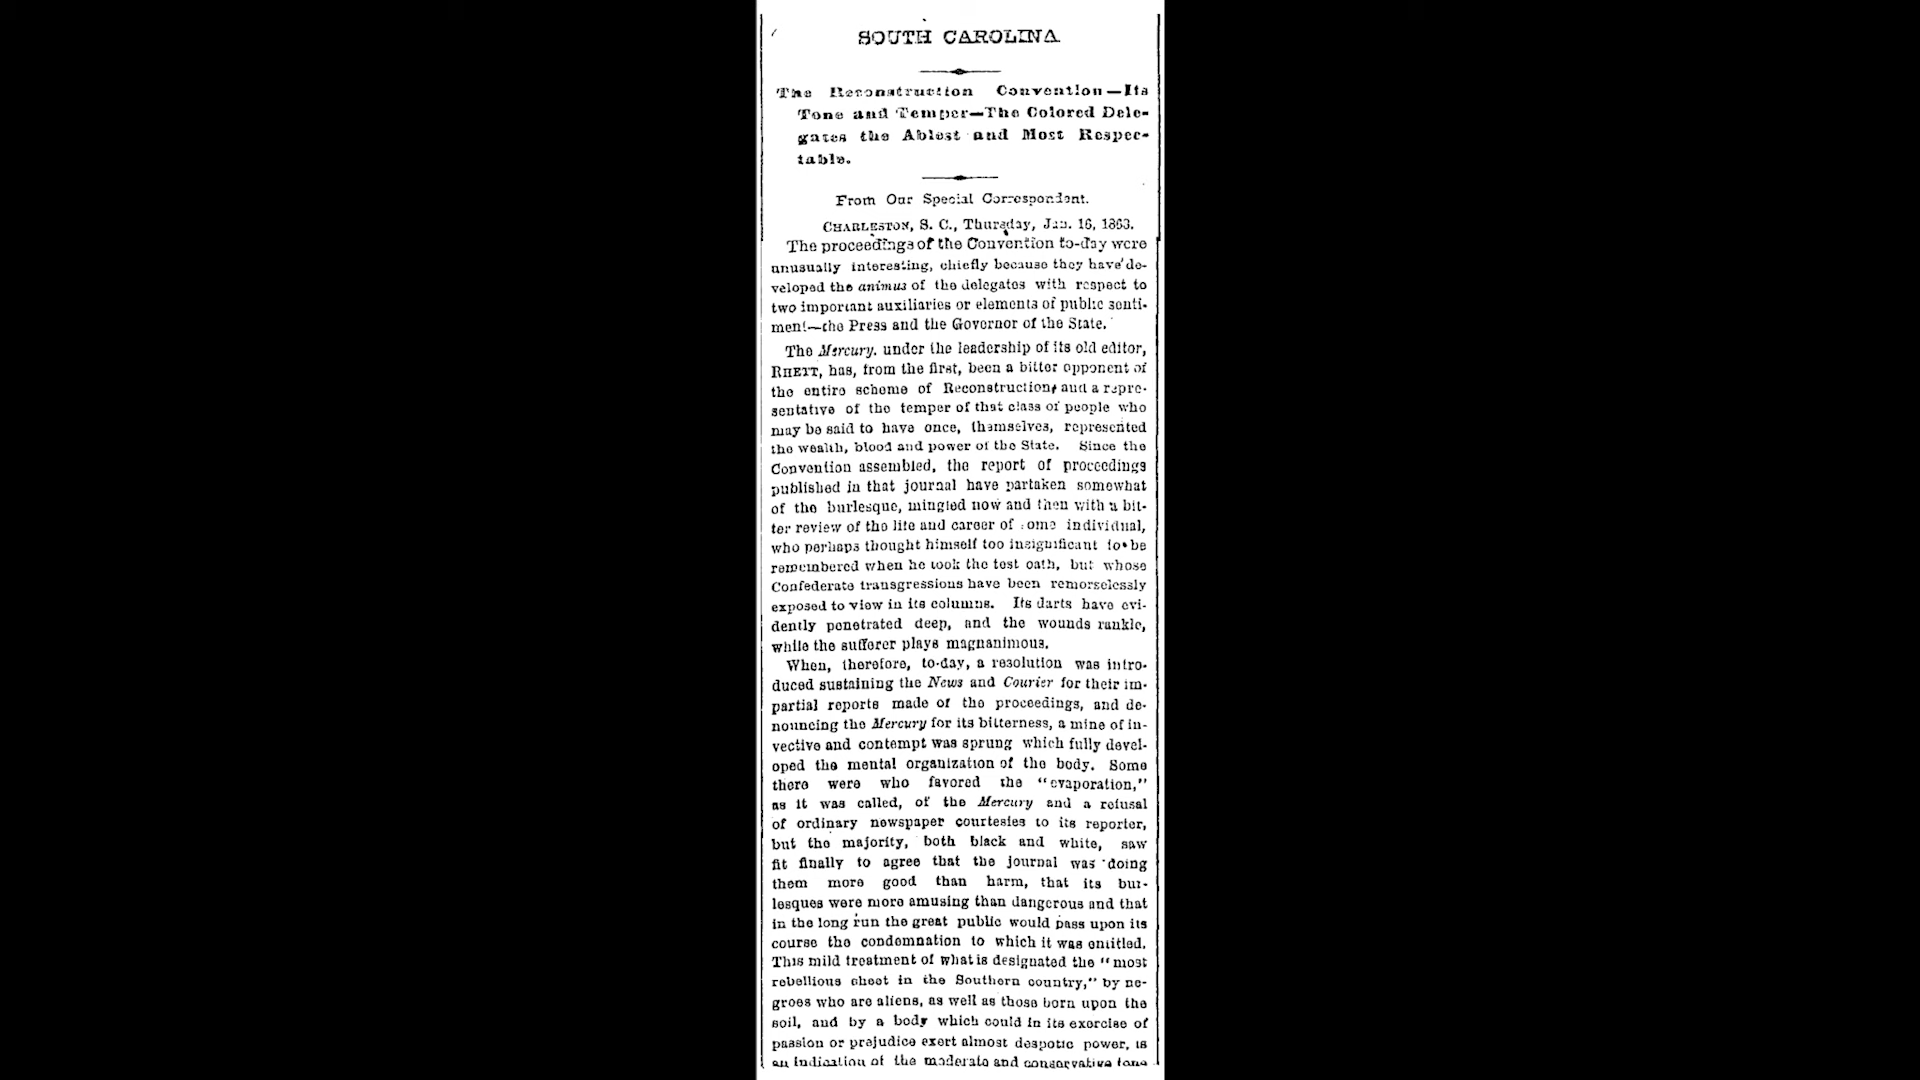 SOUTH CAROLINA
The Reconstruction Convention—Its
Tone and Temper—The Colored Dele-
gates the Ablest and Most Respec-
table.
From Our Special Correspondent.
CHARLESTON, S. C., Thursday, Jan. 16, 1863.
The proceedings of the Convention to-day were
unusually interesting, chiefly because they have de-
veloped the animus of the delegates with respect to
two important auxiliaries or elements of public senti-
ment—the Press and the Governor of the State.
The Mercury. under the leadership of its old editor,
RHETT, has, from the first, been a bitter opponent of
the entire scheme of Reconstruction, and a repre-
sentative of the temper of that class of people who
may be said to have once, themselves, represented
the wealth, blood and power of the State. Since the
Convention assembled, the report of proceedings
published in that journal have partaken somewhat
of the burlesque, mingled now and then with a bit-
ter review of the life and career of some individual,
who perhaps thought himself too insignificant to be
remembered when he took the test oath, but whose
Confederate transgressions have been remorselessly
exposed to view in its columns. Its darts have evi-
dently penetrated deep, and the wounds rankle,
while the sufferer plays magnanimous.
When, therefore, to-day, a resolution was intro-
duced sustaining the News and Courier for their im-
partial reports made of the proceedings, and de-
nouncing the Mercury for its bitterness, a mine of in-
vective and contempt was sprung which fully devel-
oped the mental organization of the body. Some
there were who favored the "evaporation,"
as it was called, of the Mercury and a refusal
of ordinary newspaper courtesies to its reporter,
but the majority, both black and white, saw
fit finally to agree that the journal was doing
them more good than harm, that its bur-
lesques were more amusing than dangerous and that
in the long run the great public would pass upon its
course the condemnation to which it was entitled.
This mild treatment of what is designated the "most
rebellious sheet in the Southern country," by ne-
groes who are aliens, as well as those born upon the
soil, and by a body which could in its exercise of
passion or prejudice exert almost despotic power, is
an indication of the moderate and conservative tone